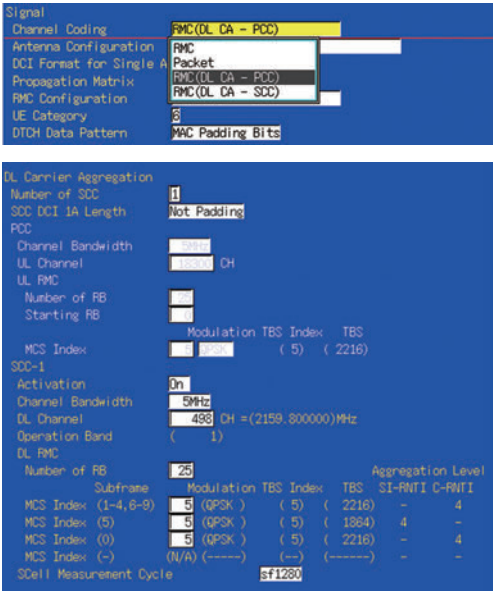 Signal
Channel Coding RMC(DL CA - PCC)
Antenna Configuration RMC
DCI Format for Single A Packet
Propagation Matrix RMC(DL CA - PCC)
RMC Configuration RMC(DL CA - SCC)
UE Category 6
DTCH Data Pattern MAC Padding Bits
DL Carrier Aggregation
Number of SCC 1
SCC DCI 1A Length Not Padding
PCC
Channel Bandwidth 5MHz
UL Channel 18300 CH
UL RMC
Number of RB 25
Starting RB 0
Modulation TBS Index TBS
MCS Index 5 QPSK ( 5) ( 2216)
SCC-1
Activation On
Channel Bandwidth 5MHz
DL Channel 498 CH =(2159.800000)MHz
Operation Band ( 1)
DL RMC
Number of RB 25 Aggregation Level
Subframe Modulation TBS Index TBS SI-RNTI C-RNTI
MCS Index (1-4,6-9) 5 (QPSK ) ( 5) ( 2216) - 4
MCS Index (5) 5 (QPSK ) ( 5) ( 1864) 4 -
MCS Index (0) 5 (QPSK ) ( 5) ( 2216) - 4
MCS Index (-) (N/A) (-----) (--) (------) - -
SCell Measurement Cycle sf1280